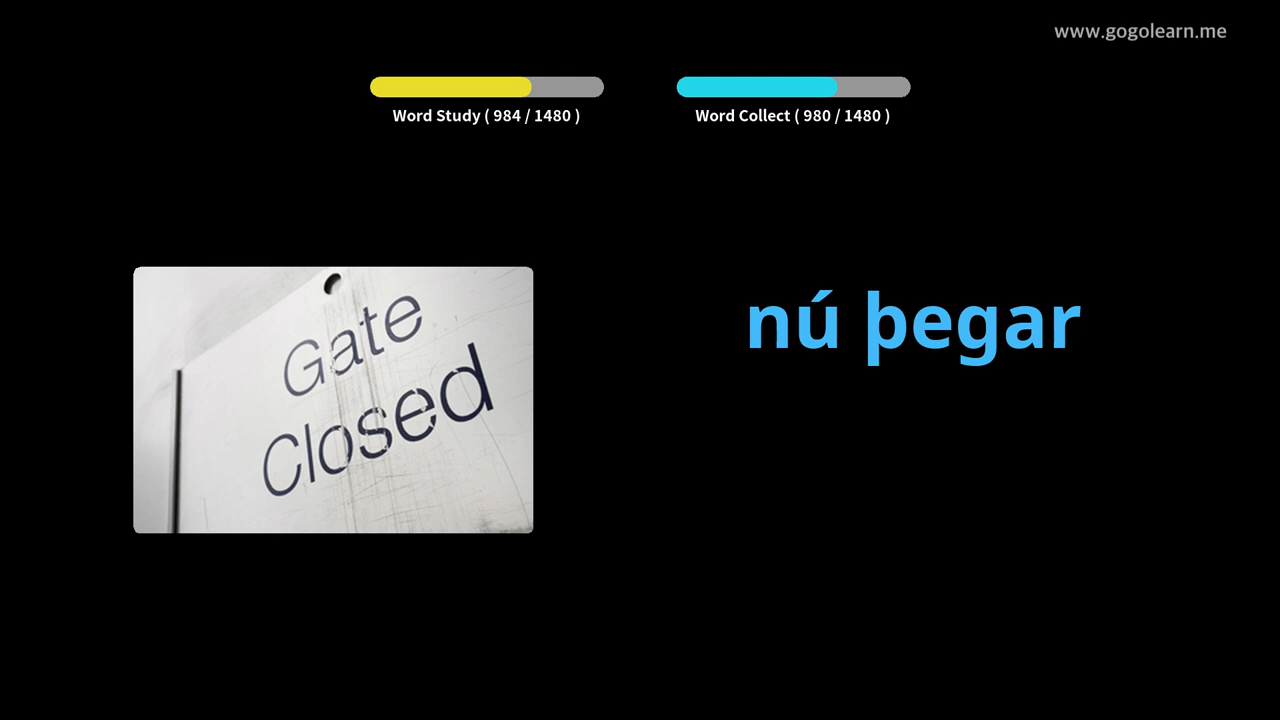 www.gogolearn.me
Word Study ( 984 / 1480 )
Word Collect ( 980 / 1480 )
Gate
Closed
nú þegar